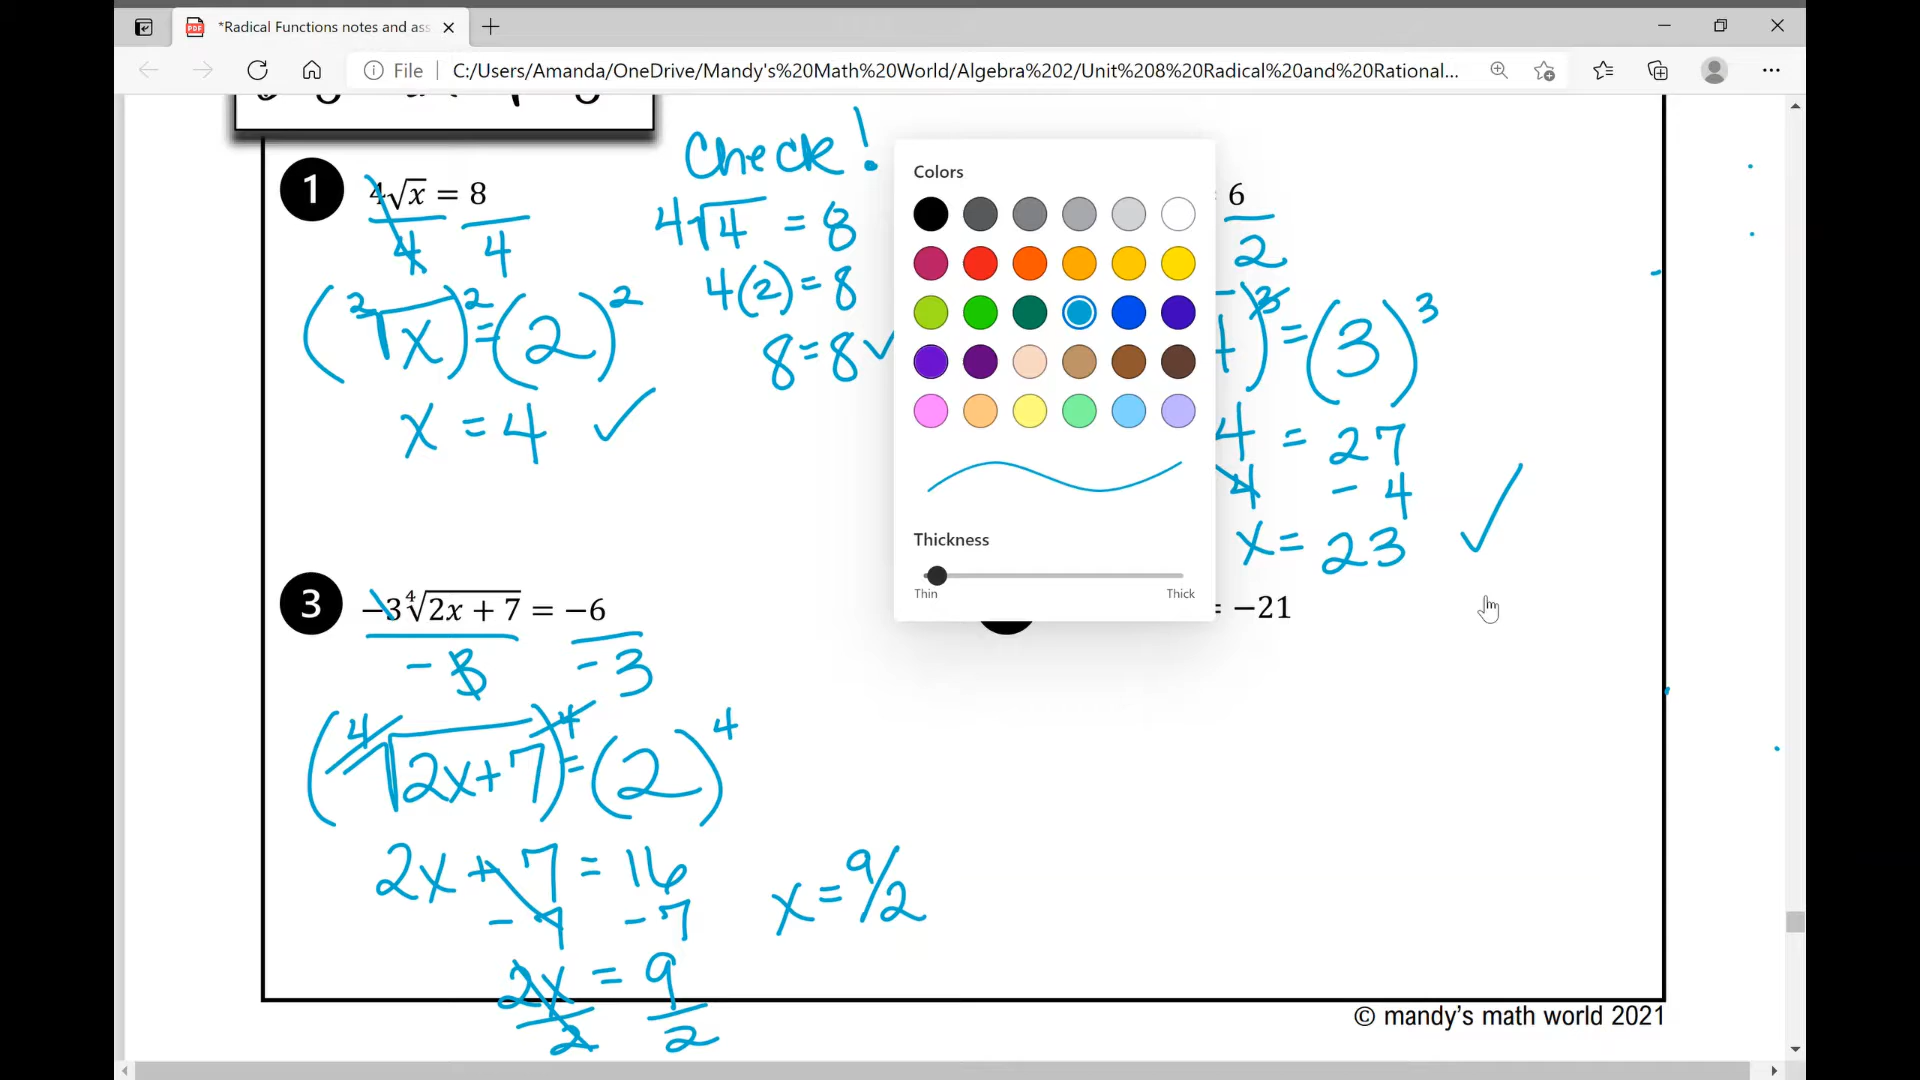 *Radical Functions notes and ass
File C:/Users/Amanda/OneDrive/Mandy's%20Math%20World/Algebra%202/Unit%208%20Radical%20and%20Rational...
Check!
1 4√x = 8
4 4
4√4 = 8
4(2) = 8
8 = 8 ✓
(²√x)² = (2)²
x = 4 ✓
Colors
Thickness
Thin Thick
6
2
)³ = (3)³
4 = 27
4 - 4
x = 23 ✓
3 −3∜(2x + 7) = −6
-3 -3
(∜(2x+7))⁴ = (2)⁴
2x + 7 = 16
- 7 - 7
2x = 9
2 2
x = 9/2
= −21
© mandy's math world 2021